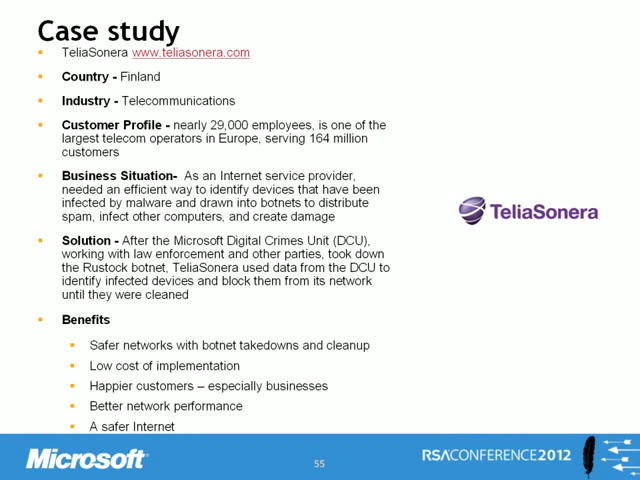 Case study
TeliaSonera www.teliasonera.com
Country - Finland
Industry - Telecommunications
Customer Profile - nearly 29,000 employees, is one of the
largest telecom operators in Europe, serving 164 million
customers
Business Situation- As an Internet service provider,
needed an efficient way to identify devices that have been
infected by malware and drawn into botnets to distribute
spam, infect other computers, and create damage
TeliaSonera
Solution - After the Microsoft Digital Crimes Unit (DCU),
working with law enforcement and other parties, took down
the Rustock botnet, TeliaSonera used data from the DCU to
identify infected devices and block them from its network
until they were cleaned
Benefits
Safer networks with botnet takedowns and cleanup
Low cost of implementation
Happier customers – especially businesses
Better network performance
A safer Internet
Microsoft®
55
RSACONFERENCE2012